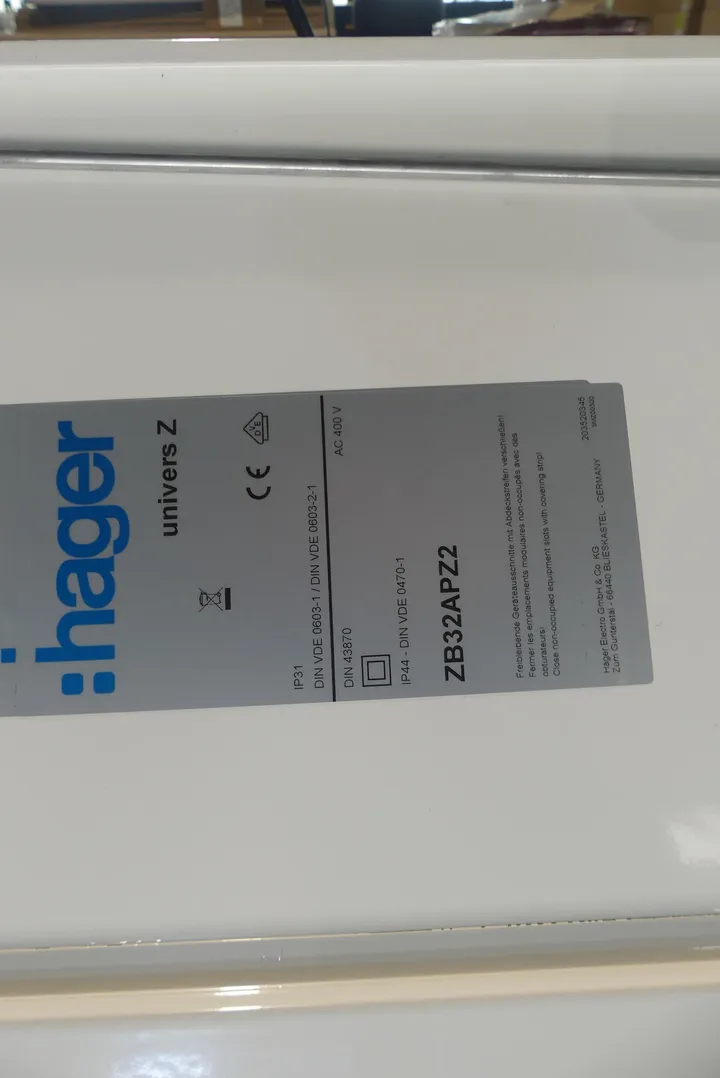 :hager
univers Z
CE
DVE
IP31
DIN VDE 0603-1 / DIN VDE 0603-2-1
DIN 43870
AC 400 V
IP44 - DIN VDE 0470-1
ZB32APZ2
Freibleibende Geräteausschnitte mit Abdeckstreifen verschließen!
Fermer les emplacements modulaires non-occupés avec des
obturateurs!
Close non-occupied equipment slots with covering strip!
Hager Electro GmbH & Co. KG
Zum Gunterstal - 66440 BLIESKASTEL - GERMANY
203520345